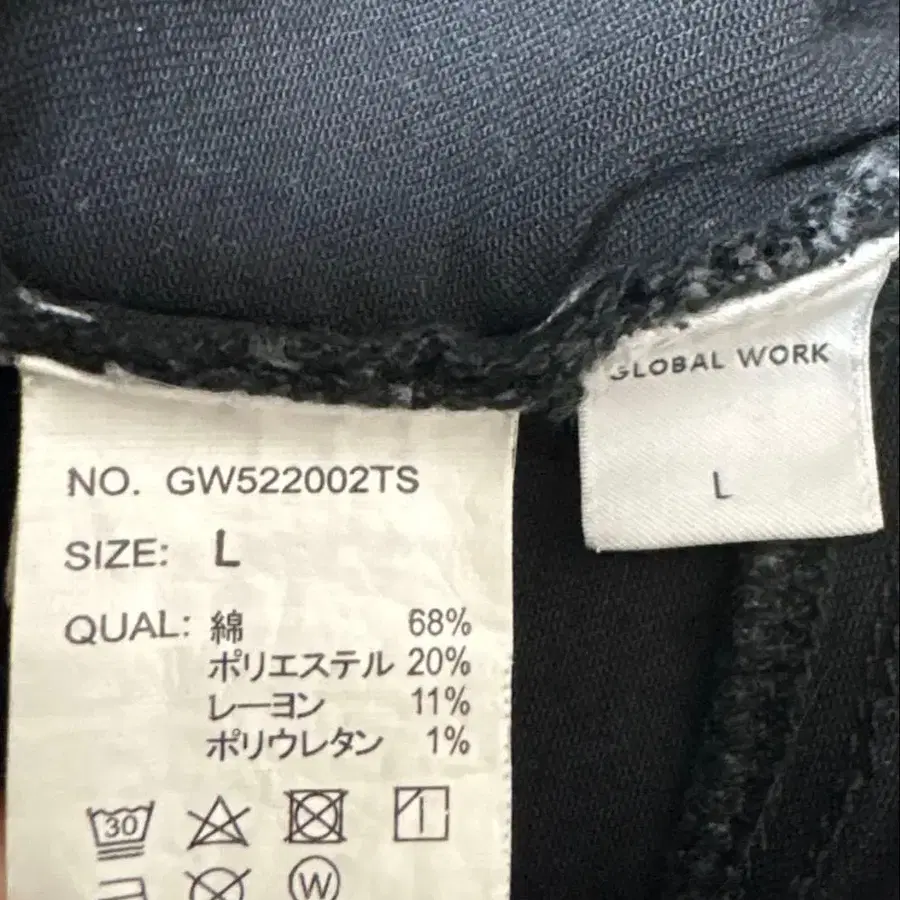 GLOBAL WORK
L
NO. GW522002TS
SIZE: L
QUAL: 綿 68%
ポリエステル 20%
レーヨン 11%
ポリウレタン 1%
30
W